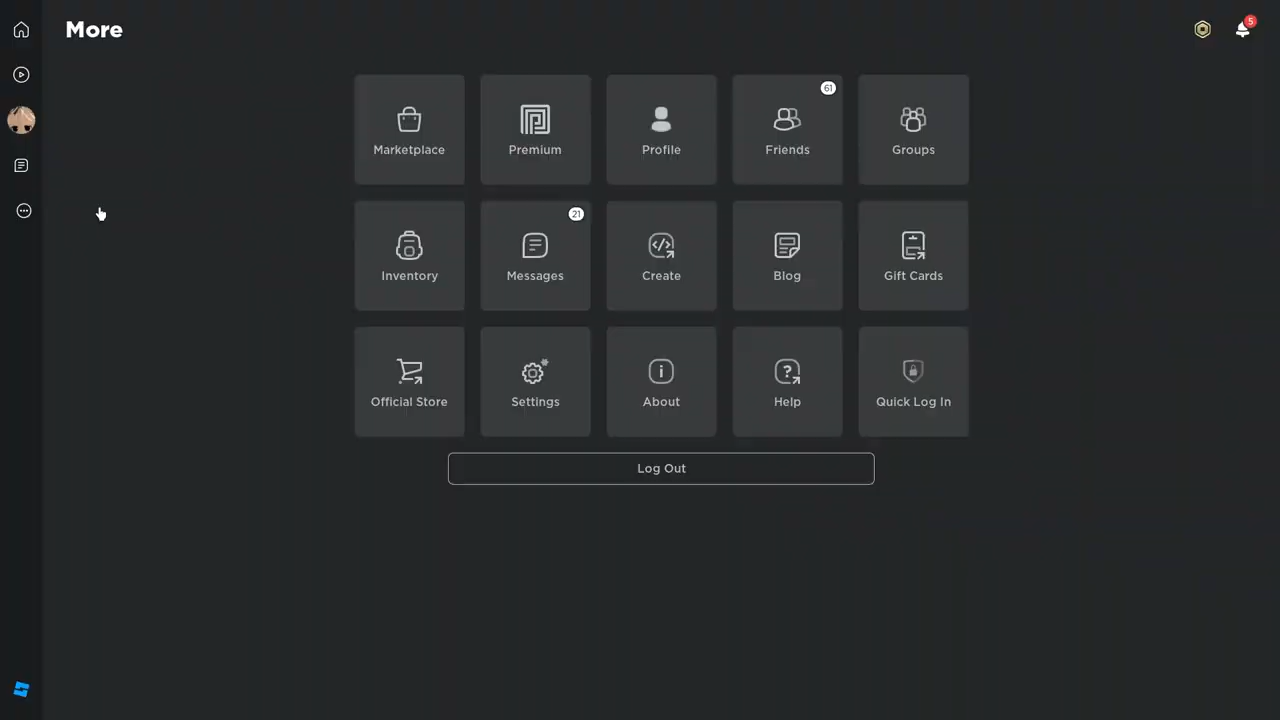 More
5
Marketplace
Premium
Profile
61
Friends
Groups
Inventory
21
Messages
Create
Blog
Gift Cards
Official Store
Settings
About
Help
Quick Log In
Log Out